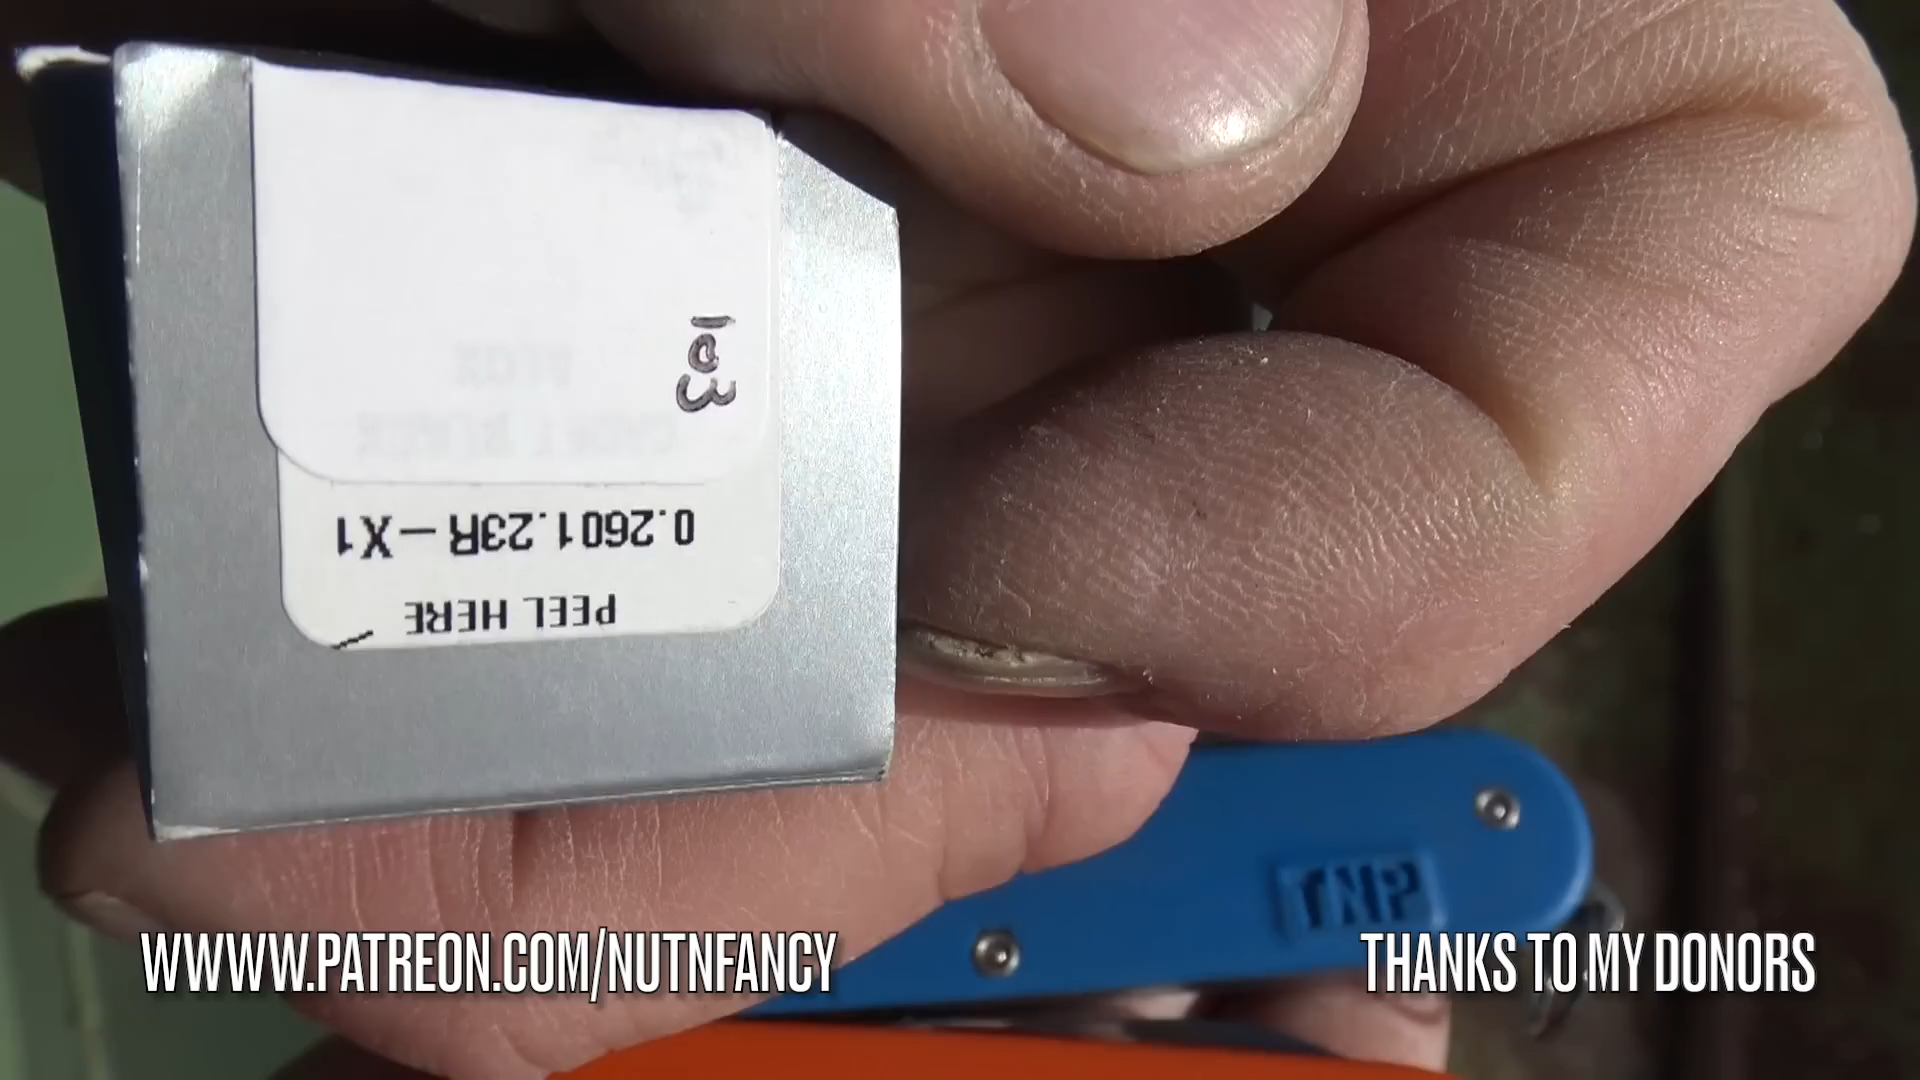 103
0.2601.23R-X1
PEEL HERE
TNP
WWWW.PATREON.COM/NUTNFANCY
THANKS TO MY DONORS